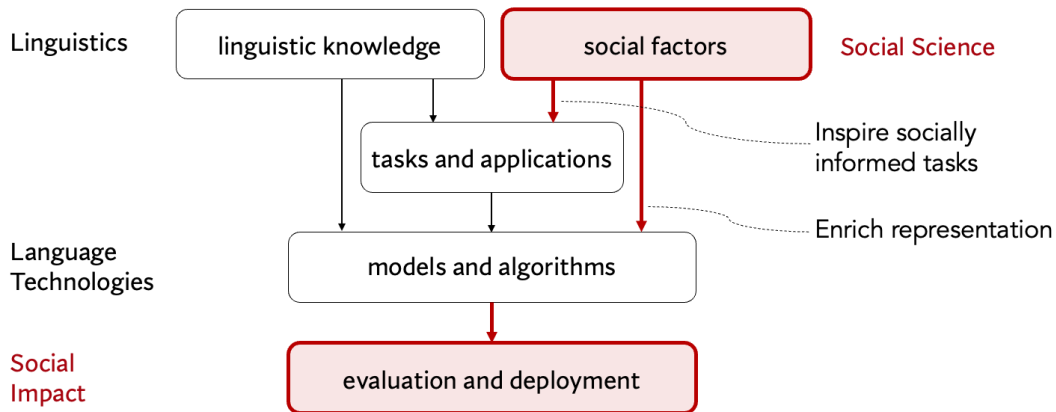 Linguistics
linguistic knowledge
social factors
Social Science
tasks and applications
Inspire socially
informed tasks
Enrich representation
Language
Technologies
models and algorithms
Social
Impact
evaluation and deployment